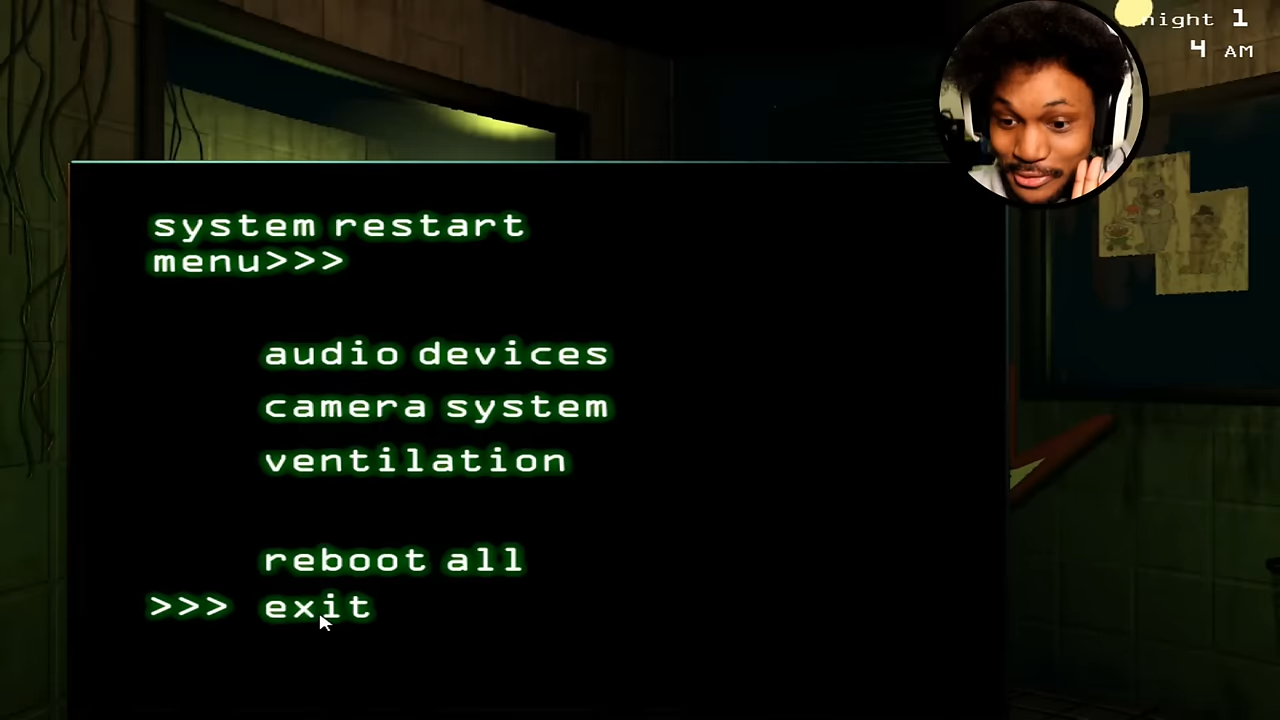 night 1
4 AM
system restart
menu>>>
audio devices
camera system
ventilation
reboot all
>>> exit